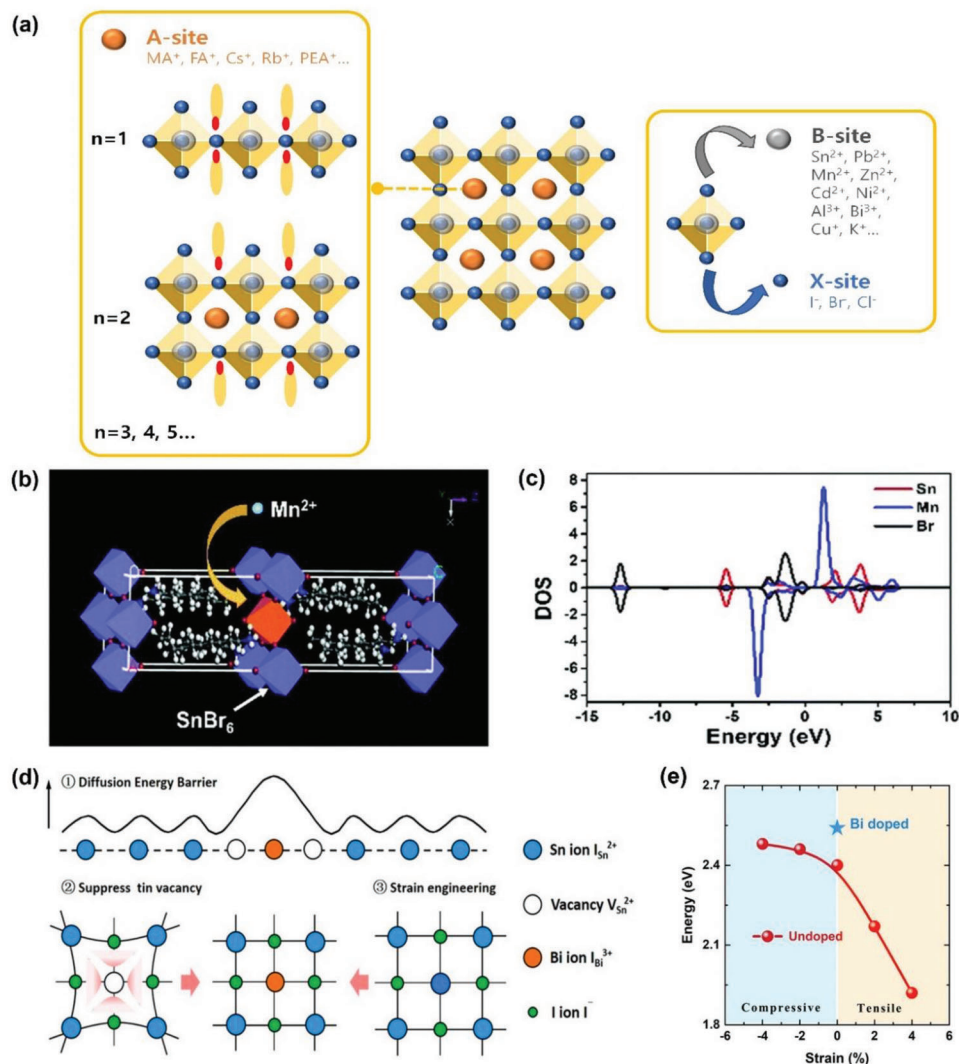 (a)
A-site
MA⁺, FA⁺, Cs⁺, Rb⁺, PEA⁺...
n=1
n=2
n=3, 4, 5...
B-site
Sn²⁺, Pb²⁺,
Mn²⁺, Zn²⁺,
Cd²⁺, Ni²⁺,
Al³⁺, Bi³⁺,
Cu⁺, K⁺...
X-site
I⁻, Br⁻, Cl⁻
(b)
Mn²⁺
SnBr₆
(c)
DOS
8
6
4
2
0
2
4
6
-8
-15
-10
-5
0
5
10
15
Energy (eV)
Sn
Mn
Br
(d)
① Diffusion Energy Barrier
② Suppress tin vacancy
③ Strain engineering
Sn ion I_Sn²⁺
Vacancy V_Sn²⁺
Bi ion I_Bi³⁺
I ion I⁻
(e)
Energy (eV)
2.7
2.4
2.1
1.8
Bi doped
Undoped
Compressive
Tensile
-6
-4
-2
0
2
4
6
Strain (%)